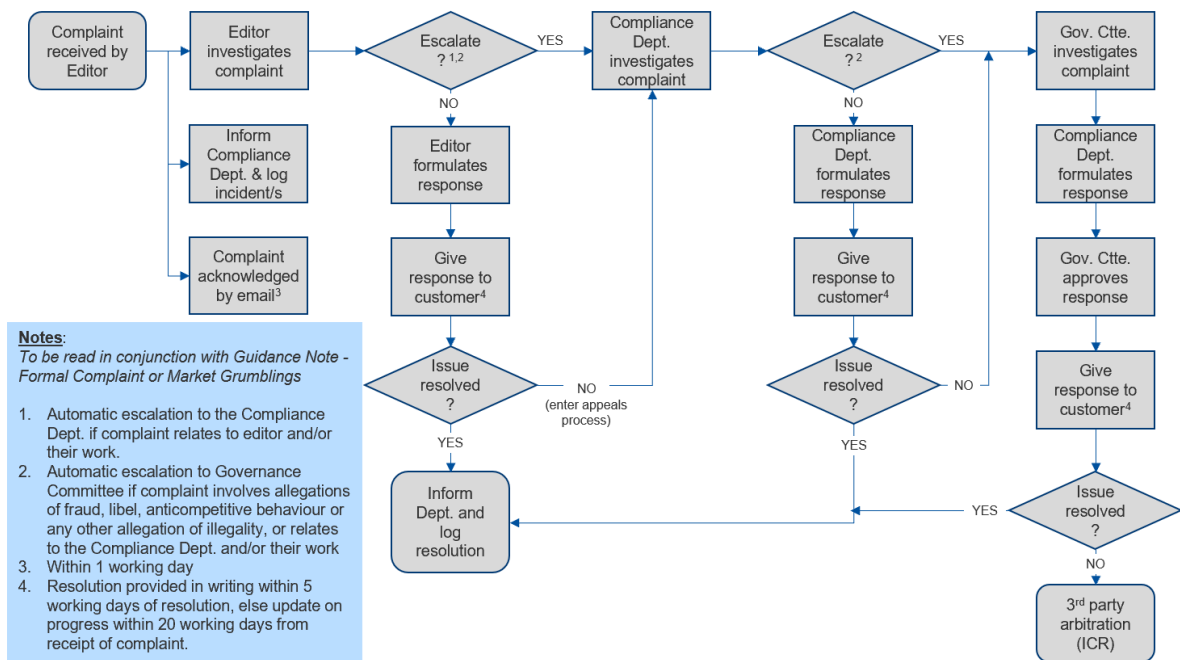 Complaint
received by
Editor
Editor
investigates
complaint
Escalate
? 1,2
YES
Compliance
Dept.
investigates
complaint
Escalate
? 2
YES
Gov. Ctte.
investigates
complaint
NO
NO
Inform
Compliance
Dept. & log
incident/s
Editor
formulates
response
Compliance
Dept.
formulates
response
Compliance
Dept.
formulates
response
Complaint
acknowledged
by email3
Give
response to
customer4
Give
response to
customer4
Gov. Ctte.
approves
response
Issue
resolved
?
NO
(enter appeals
process)
Issue
resolved
?
NO
Give
response to
customer4
YES
YES
Inform
Dept. and
log
resolution
YES
Issue
resolved
?
NO
3rd party
arbitration
(ICR)
Notes:
To be read in conjunction with Guidance Note -
Formal Complaint or Market Grumblings
1. Automatic escalation to the Compliance
Dept. if complaint relates to editor and/or
their work.
2. Automatic escalation to Governance
Committee if complaint involves allegations
of fraud, libel, anticompetitive behaviour or
any other allegation of illegality, or relates
to the Compliance Dept. and/or their work
3. Within 1 working day
4. Resolution provided in writing within 5
working days of resolution, else update on
progress within 20 working days from
receipt of complaint.